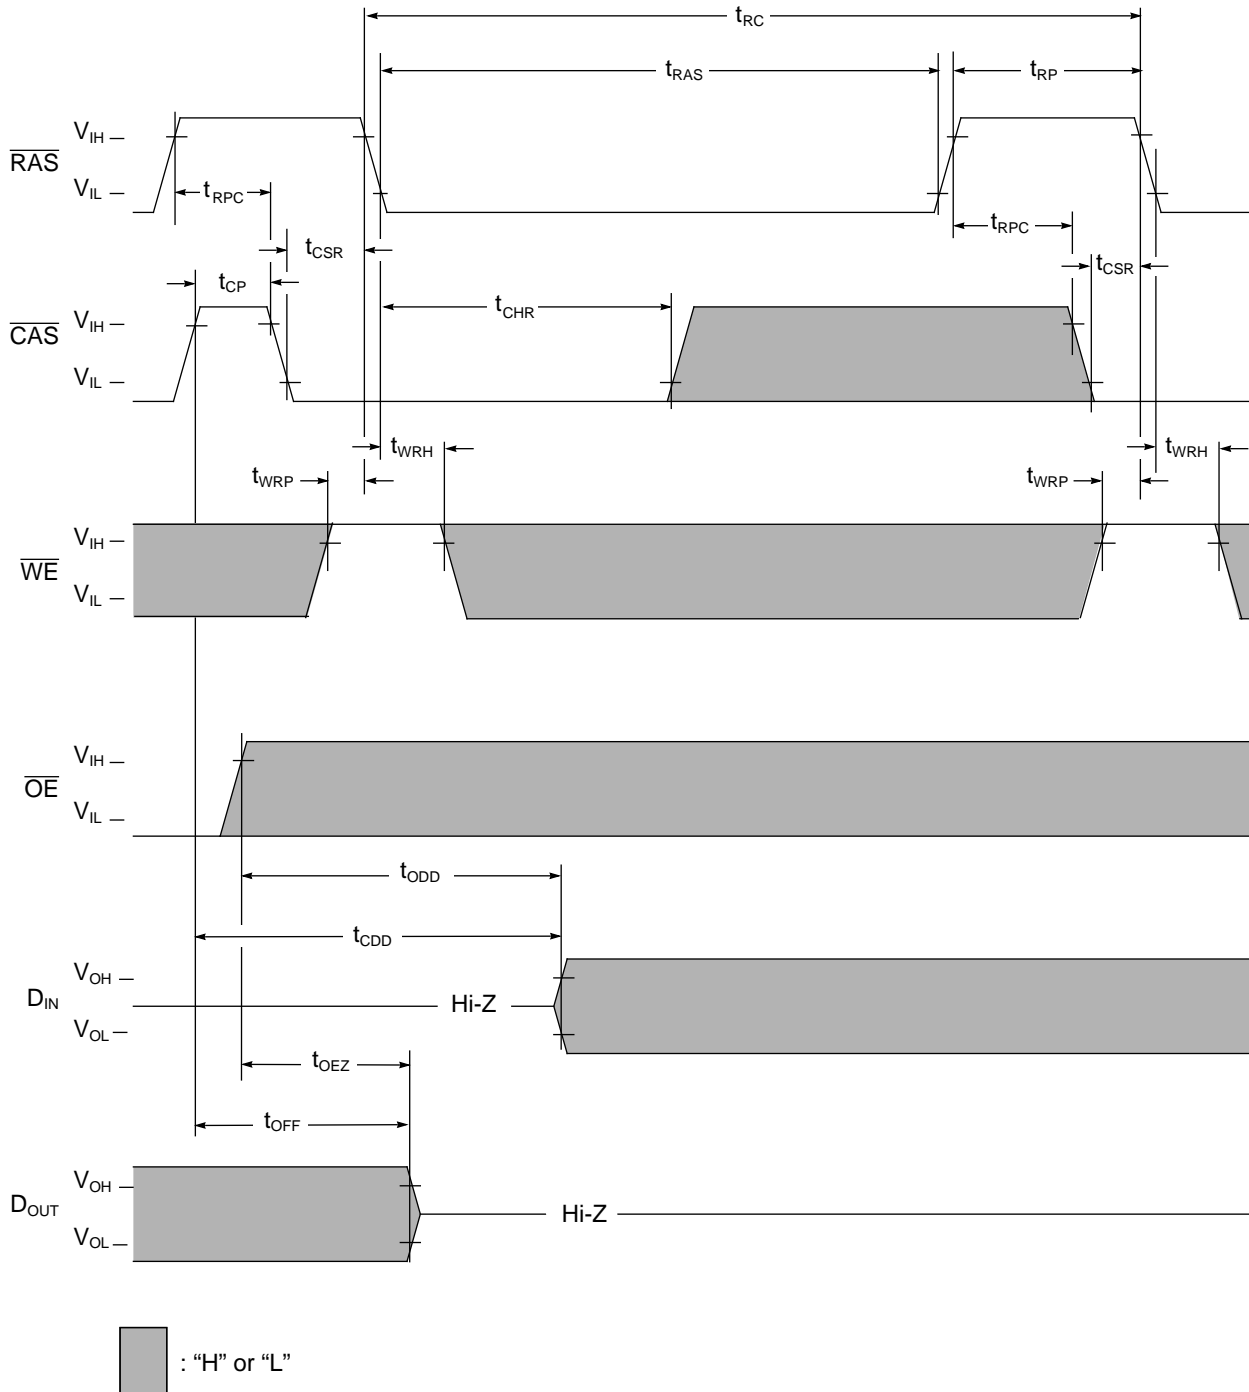 tRC
tRAS
tRP
RAS
VIH
VIL
tRPC
tRPC
tCSR
tCSR
tCP
CAS
VIH
VIL
tCHR
tWRH
tWRH
tWRP
tWRP
WE
VIH
VIL
OE
VIH
VIL
tODD
tCDD
DIN
VOH
VOL
Hi-Z
tOEZ
tOFF
DOUT
VOH
VOL
Hi-Z
: “H” or “L”